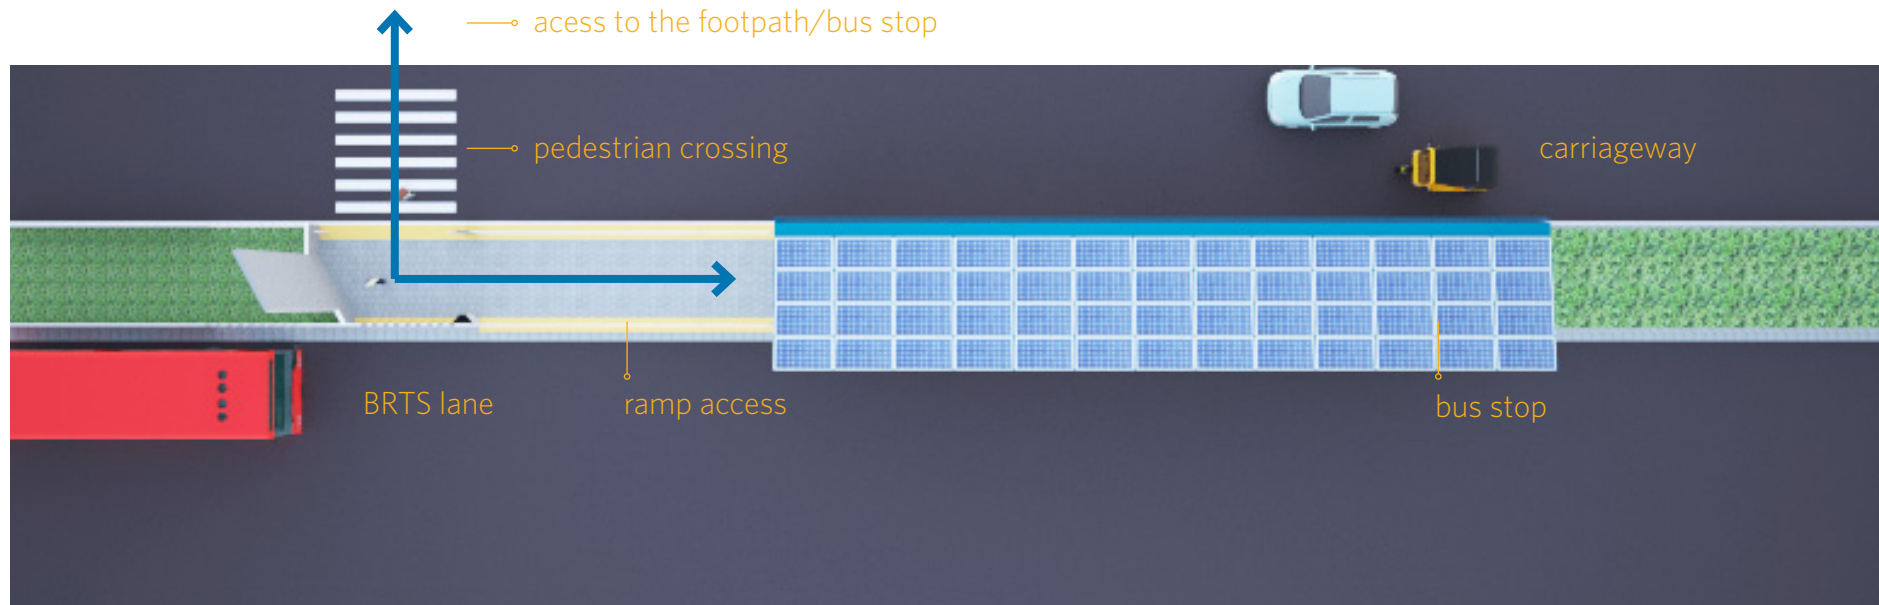 acess to the footpath/bus stop
pedestrian crossing
carriageway
BRTS lane
ramp access
bus stop